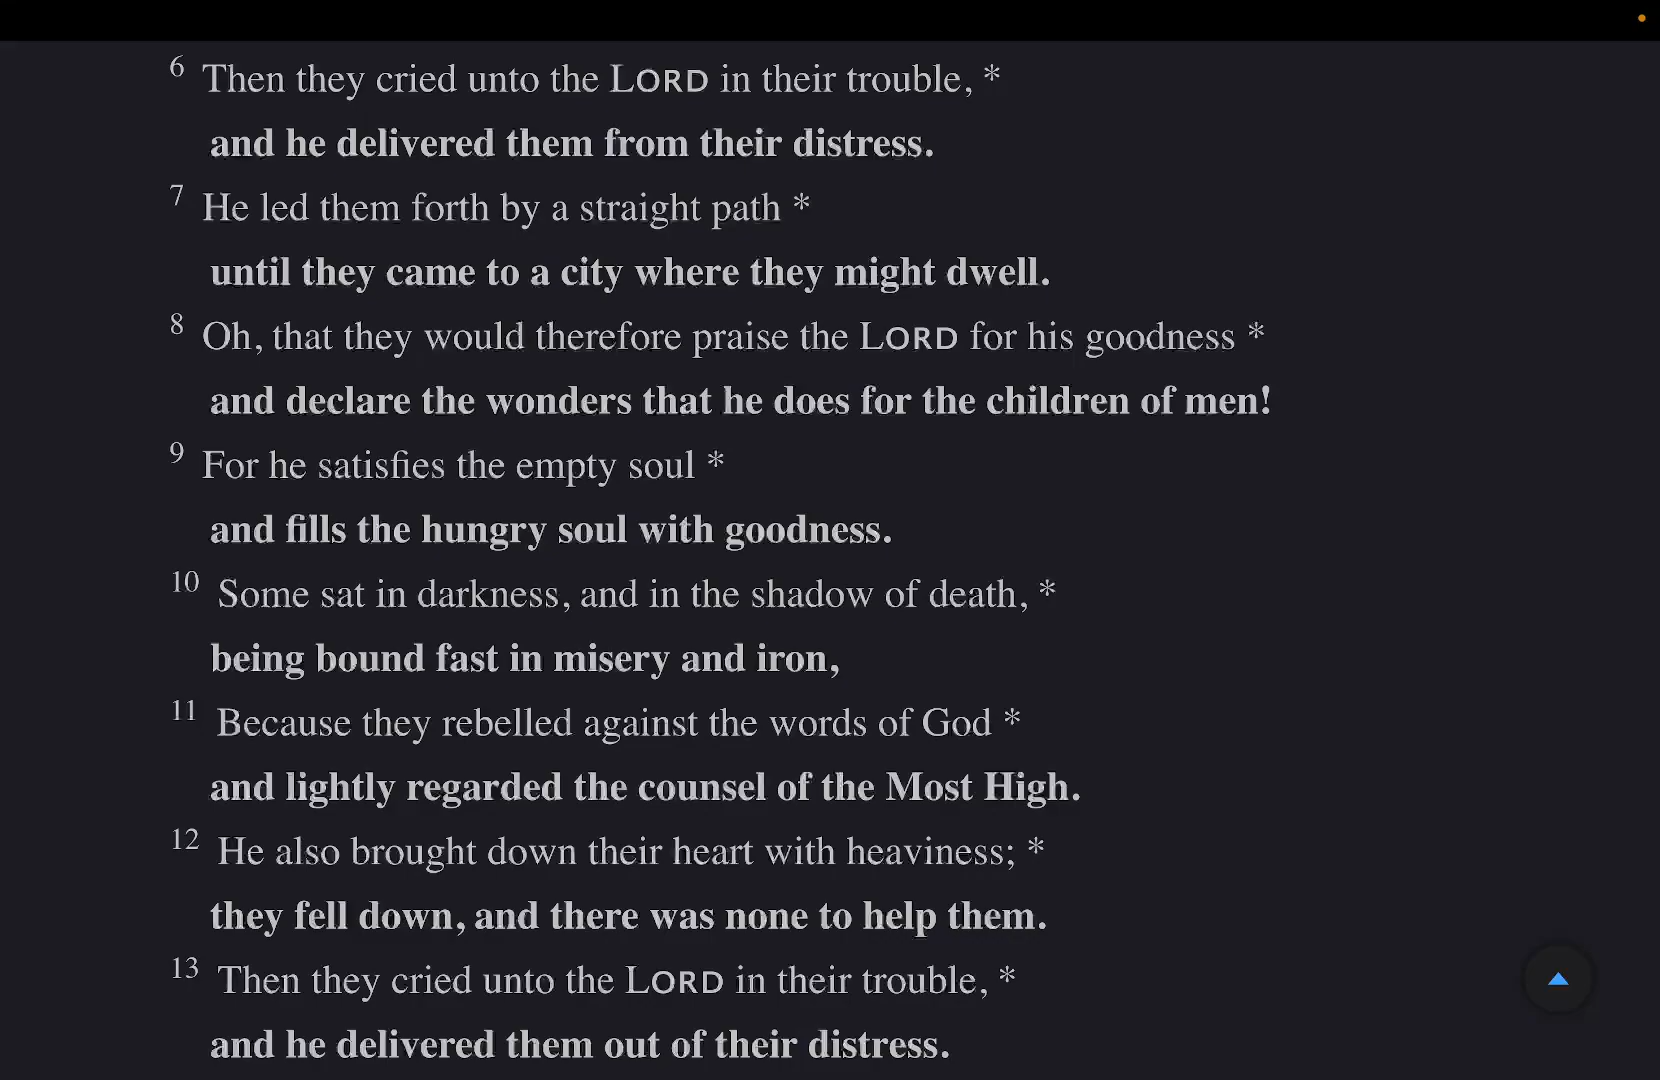 6 Then they cried unto the LORD in their trouble, *
and he delivered them from their distress.
7 He led them forth by a straight path *
until they came to a city where they might dwell.
8 Oh, that they would therefore praise the LORD for his goodness *
and declare the wonders that he does for the children of men!
9 For he satisfies the empty soul *
and fills the hungry soul with goodness.
10 Some sat in darkness, and in the shadow of death, *
being bound fast in misery and iron,
11 Because they rebelled against the words of God *
and lightly regarded the counsel of the Most High.
12 He also brought down their heart with heaviness; *
they fell down, and there was none to help them.
13 Then they cried unto the LORD in their trouble, *
and he delivered them out of their distress.